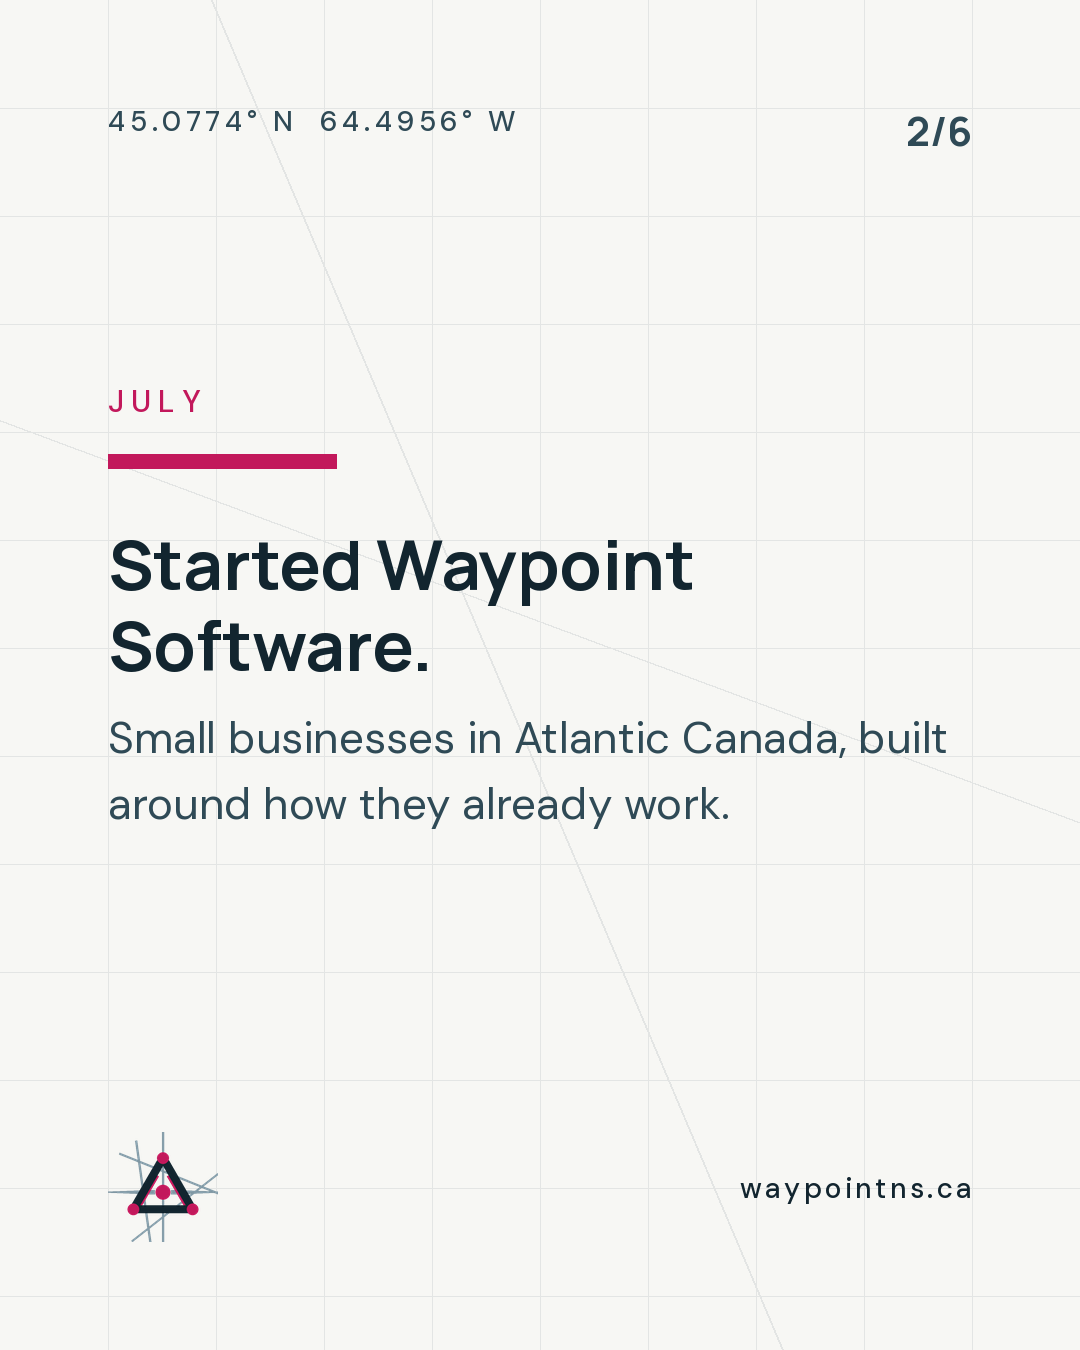 45.0774° N  64.4956° W
2/6
JULY
Started Waypoint
Software.
Small businesses in Atlantic Canada, built
around how they already work.
waypointns.ca